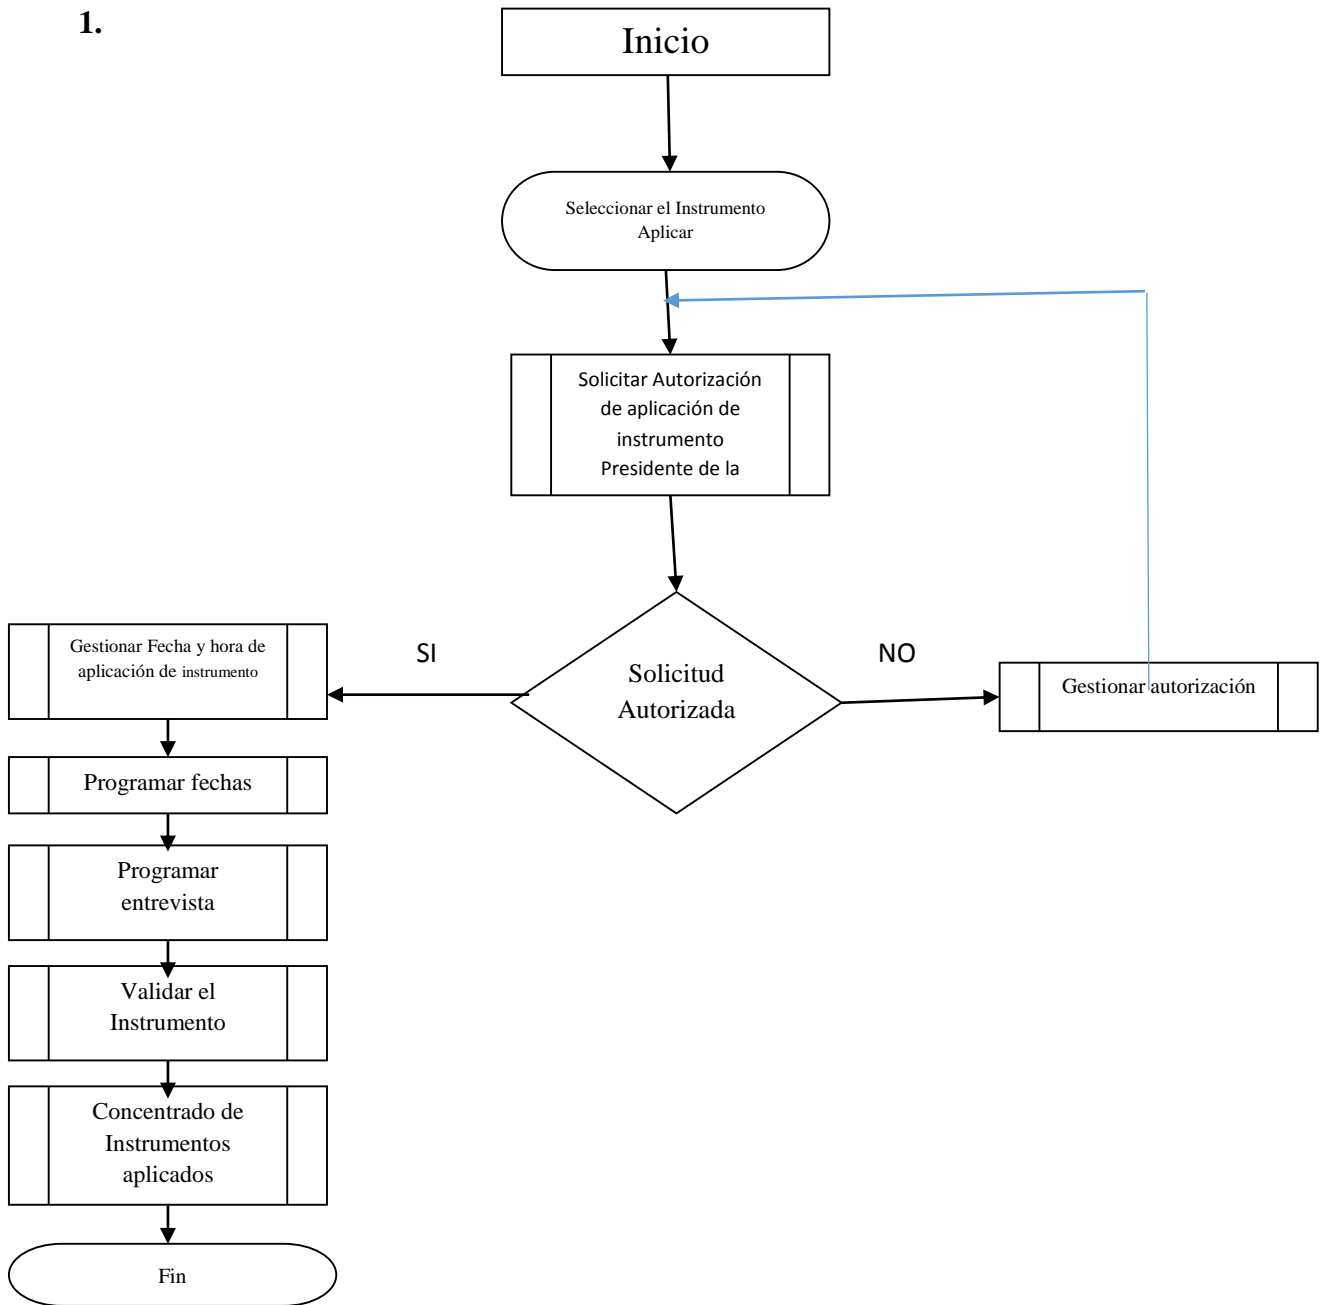 1.
Inicio
Seleccionar el Instrumento
Aplicar
Solicitar Autorización
de aplicación de
instrumento
Presidente de la
Solicitud
Autorizada
SI
NO
Gestionar autorización
Gestionar Fecha y hora de
aplicación de instrumento
Programar fechas
Programar
entrevista
Validar el
Instrumento
Concentrado de
Instrumentos
aplicados
Fin